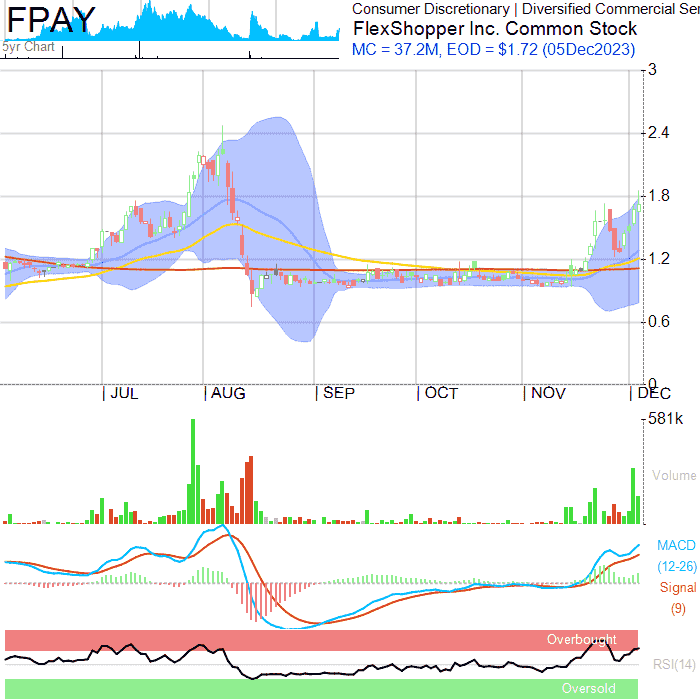 FPAY
5yr Chart
Consumer Discretionary | Diversified Commercial Ser
FlexShopper Inc. Common Stock
MC = 37.2M, EOD = $1.72 (05Dec2023)
3
2.4
1.8
1.2
0.6
0
JUL AUG SEP OCT NOV DEC
581k
Volume
MACD
(12-26)
Signal
(9)
Overbought
RSI(14)
Oversold